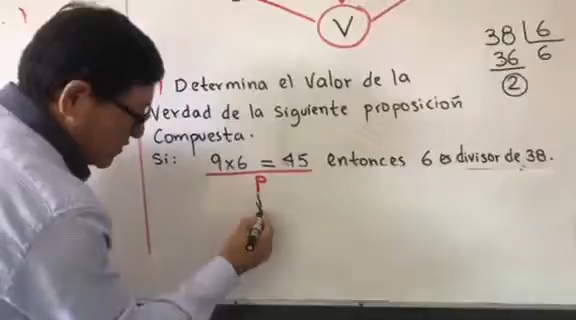 V
38 6
36 6
2
Determina el Valor de la
Verdad de la siguiente proposición
Compuesta.
Si: 9x6 = 45 entonces 6 es divisor de 38.
P